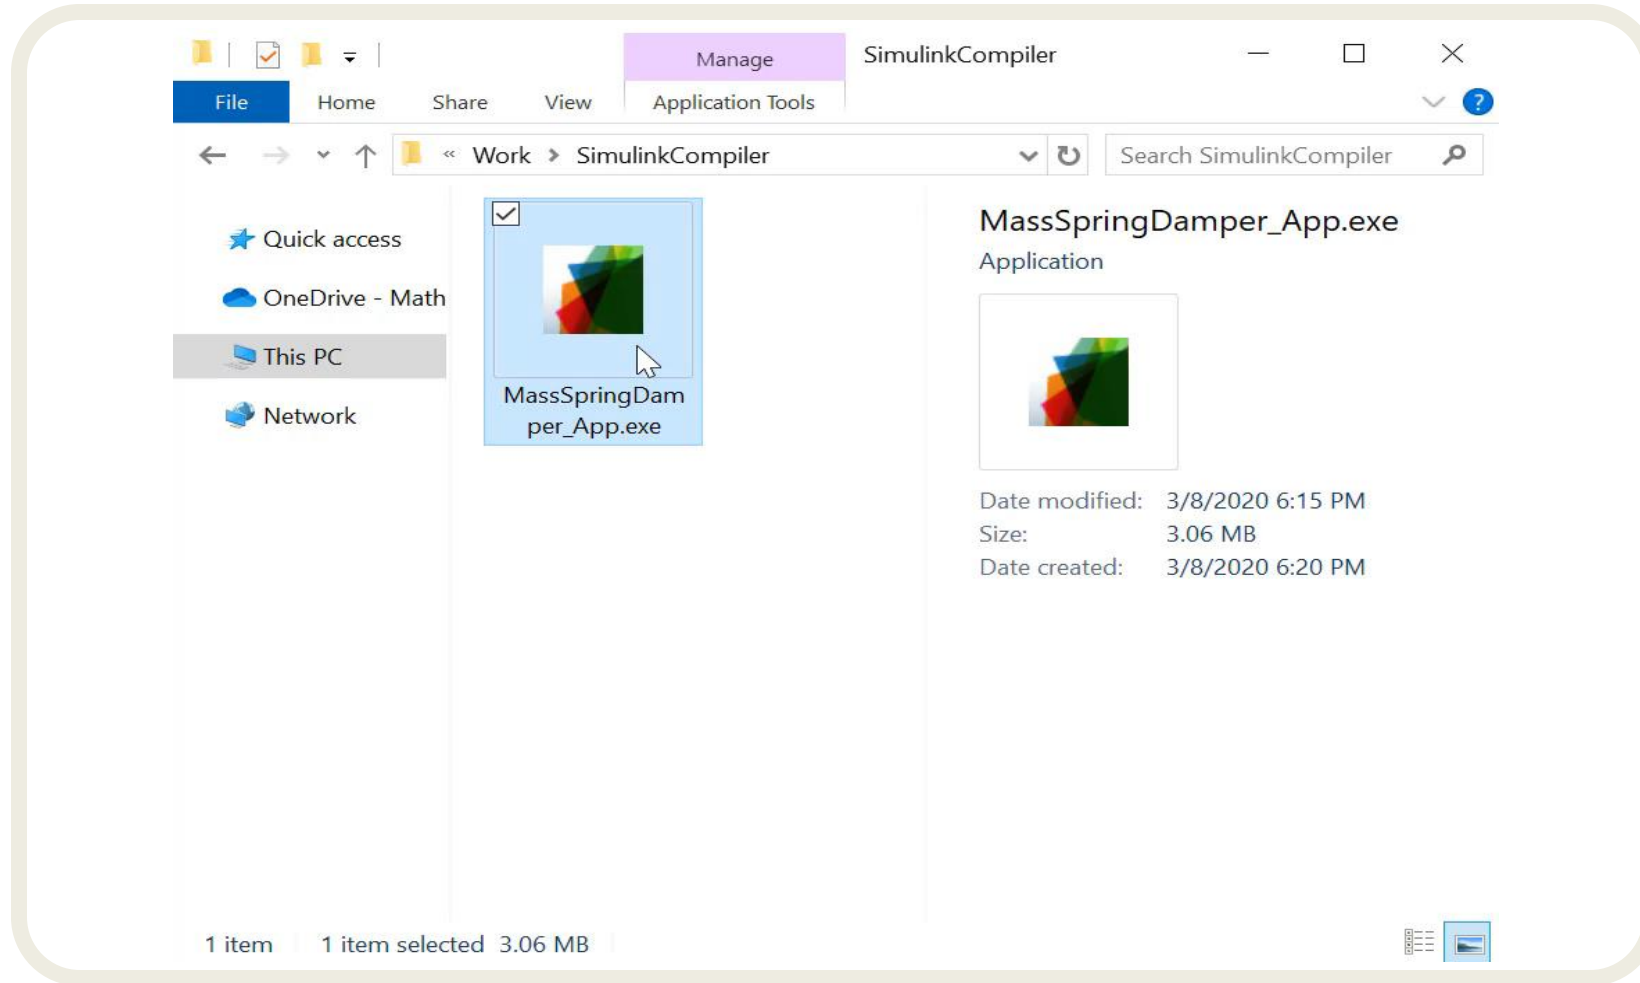 Manage
SimulinkCompiler
File
Home
Share
View
Application Tools
?
« Work > SimulinkCompiler
Search SimulinkCompiler
Quick access
OneDrive - Math
This PC
Network
MassSpringDam
per_App.exe
MassSpringDamper_App.exe
Application
Date modified: 3/8/2020 6:15 PM
Size: 3.06 MB
Date created: 3/8/2020 6:20 PM
1 item
1 item selected 3.06 MB